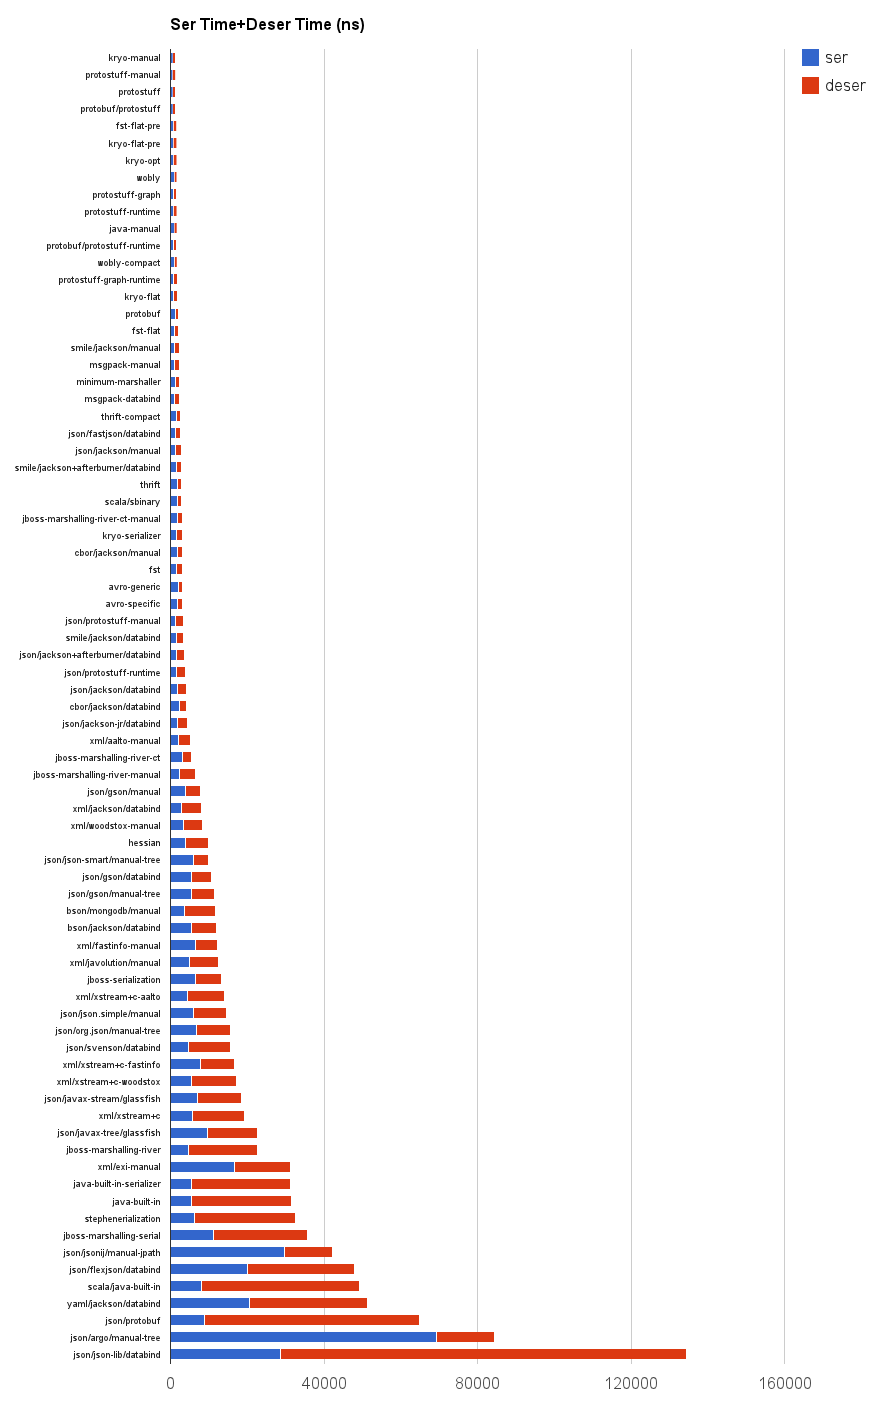 Ser Time+Deser Time (ns)
ser
deser
kryo-manual
protostuff-manual
protostuff
protobuf/protostuff
fst-flat-pre
kryo-flat-pre
kryo-opt
wobly
protostuff-graph
protostuff-runtime
java-manual
protobuf/protostuff-runtime
wobly-compact
protostuff-graph-runtime
kryo-flat
protobuf
fst-flat
smile/jackson/manual
msgpack-manual
minimum-marshaller
msgpack-databind
thrift-compact
json/fastjson/databind
json/jackson/manual
smile/jackson+afterburner/databind
thrift
scala/sbinary
jboss-marshalling-river-ct-manual
kryo-serializer
cbor/jackson/manual
fst
avro-generic
avro-specific
json/protostuff-manual
smile/jackson/databind
json/jackson+afterburner/databind
json/protostuff-runtime
json/jackson/databind
cbor/jackson/databind
json/jackson-jr/databind
xml/aalto-manual
jboss-marshalling-river-ct
jboss-marshalling-river-manual
json/gson/manual
xml/jackson/databind
xml/woodstox-manual
hessian
json/json-smart/manual-tree
json/gson/databind
json/gson/manual-tree
bson/mongodb/manual
bson/jackson/databind
xml/fastinfo-manual
xml/javolution/manual
jboss-serialization
xml/xstream+c-aalto
json/json.simple/manual
json/org.json/manual-tree
json/svenson/databind
xml/xstream+c-fastinfo
xml/xstream+c-woodstox
json/javax-stream/glassfish
xml/xstream+c
json/javax-tree/glassfish
jboss-marshalling-river
xml/exi-manual
java-built-in-serializer
java-built-in
stephenerialization
jboss-marshalling-serial
json/jsonij/manual-jpath
json/flexjson/databind
scala/java-built-in
yaml/jackson/databind
json/protobuf
json/argo/manual-tree
json/json-lib/databind
0 40000 80000 120000 160000